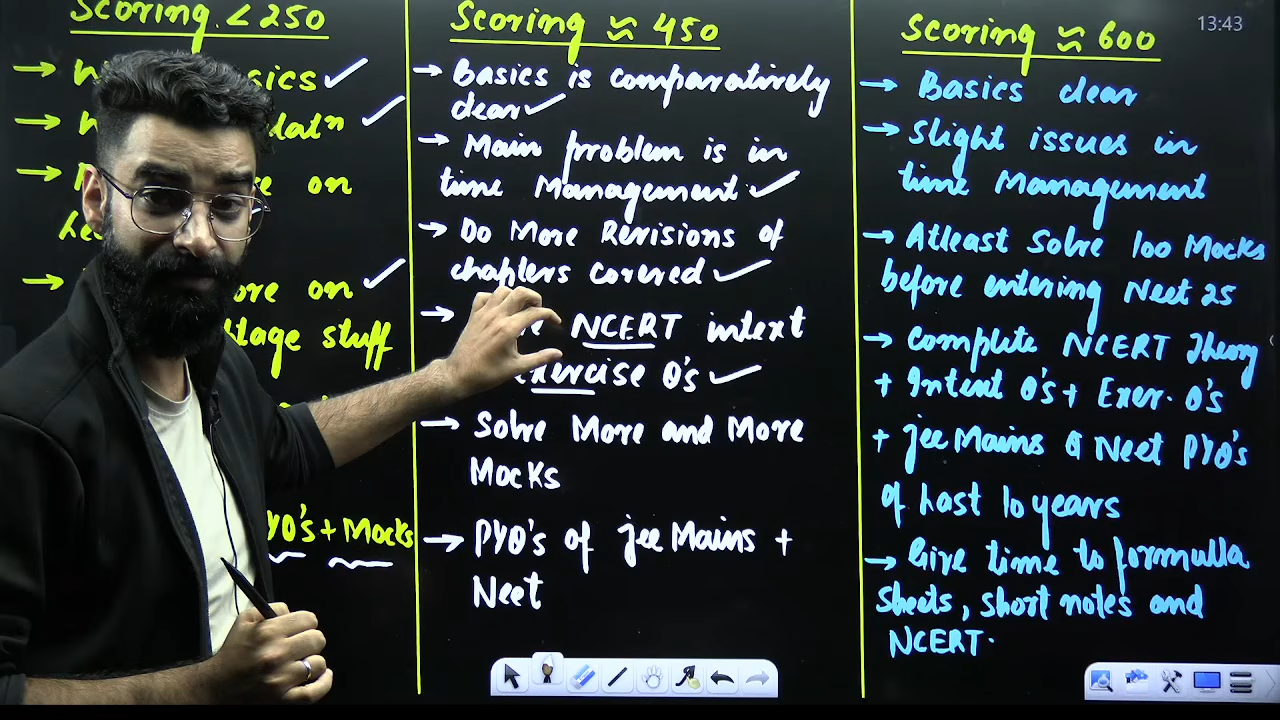 Scoring < 250
→ sics ✓
→ datn ✓
→ e on
→ ore on ✓
tage stuff
YQ's + Mocks
Scoring ≈ 450
→ Basics is comparatively
clear ✓
→ Main problem is in
time Management ✓
→ Do More Revisions of
chapters covered ✓
→ NCERT intext
Exercise Q's ✓
→ Solve More and More
Mocks
→ PYQ's of jee Mains +
Neet
Scoring ≈ 600
→ Basics clear
→ Slight issues in
time Management
→ Atleast Solve 100 Mocks
before entering Neet 25
→ Complete NCERT Theory
+ Intext Q's + Exer. Q's
+ jee Mains & Neet PYQ's
of Last 10 years
→ Give time to formulla
sheets, short notes and
NCERT.
13:43